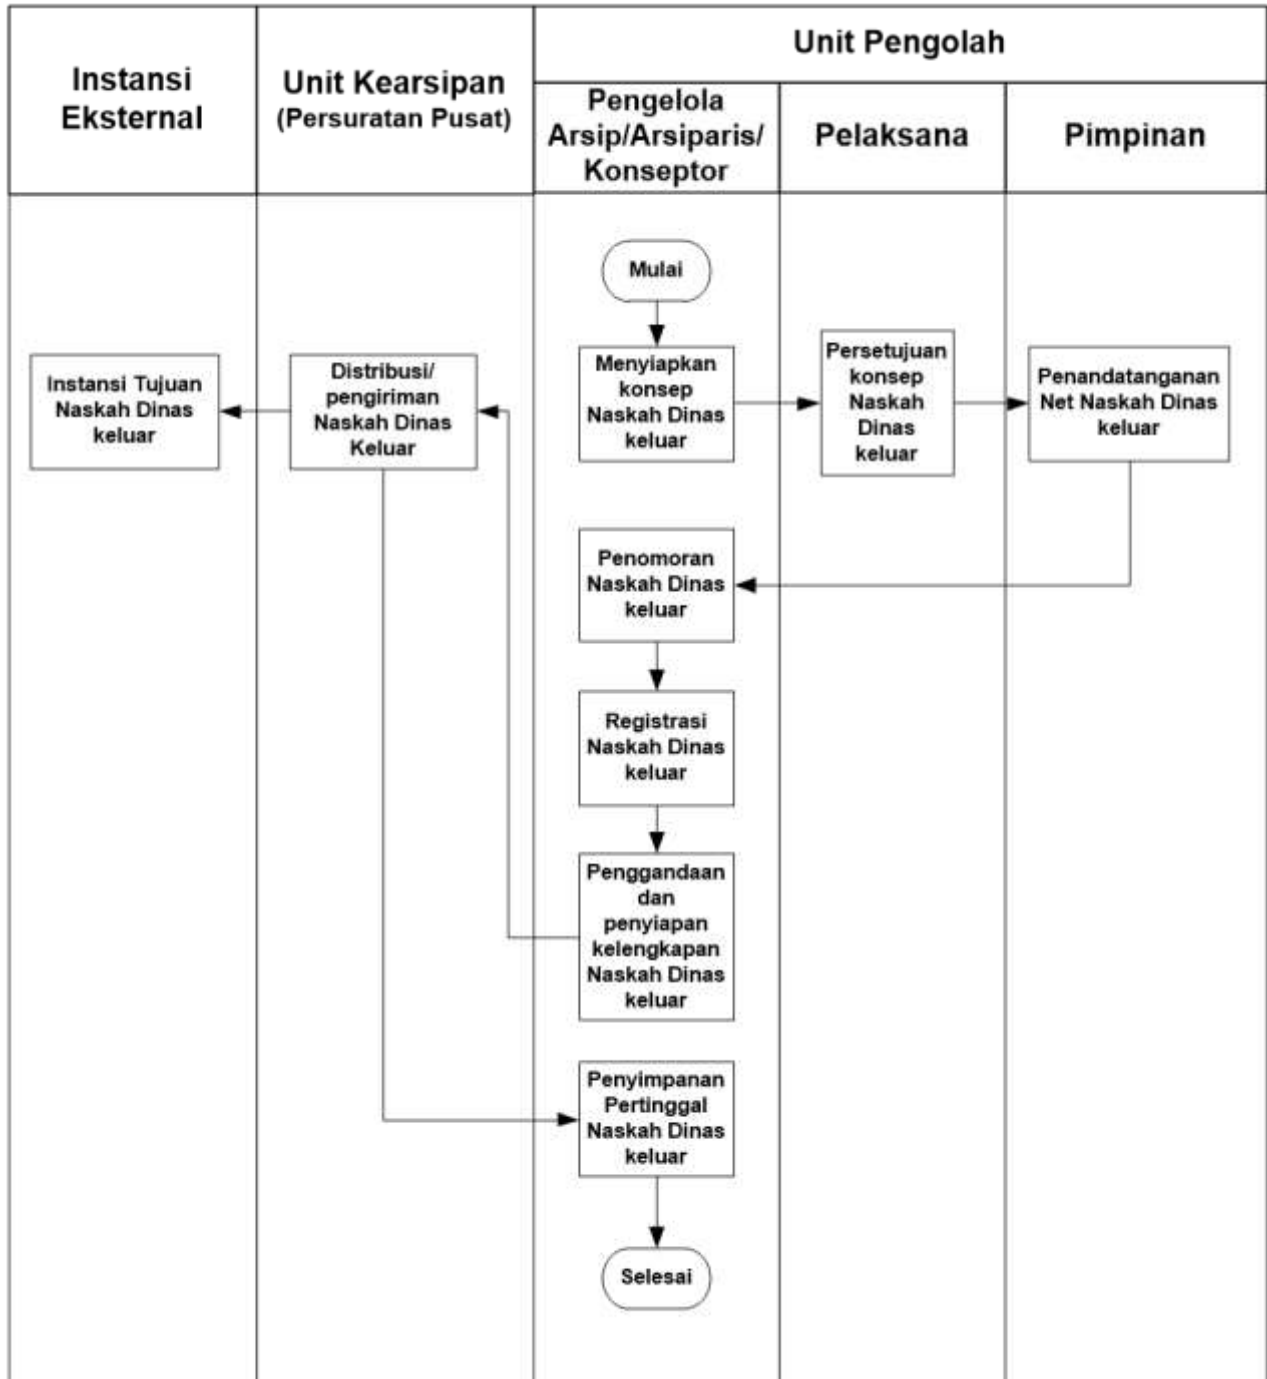 Instansi
Eksternal
Unit Kearsipan
(Persuratan Pusat)
Unit Pengolah
Pengelola
Arsip/Arsiparis/
Konseptor
Pelaksana
Pimpinan
Mulai
Instansi Tujuan
Naskah Dinas
keluar
Distribusi/
pengiriman
Naskah Dinas
Keluar
Menyiapkan
konsep
Naskah Dinas
keluar
Persetujuan
konsep
Naskah
Dinas
keluar
Penandatanganan
Net Naskah Dinas
keluar
Penomoran
Naskah Dinas
keluar
Registrasi
Naskah Dinas
keluar
Penggandaan
dan
penyiapan
kelengkapan
Naskah Dinas
keluar
Penyimpanan
Pertinggal
Naskah Dinas
keluar
Selesai